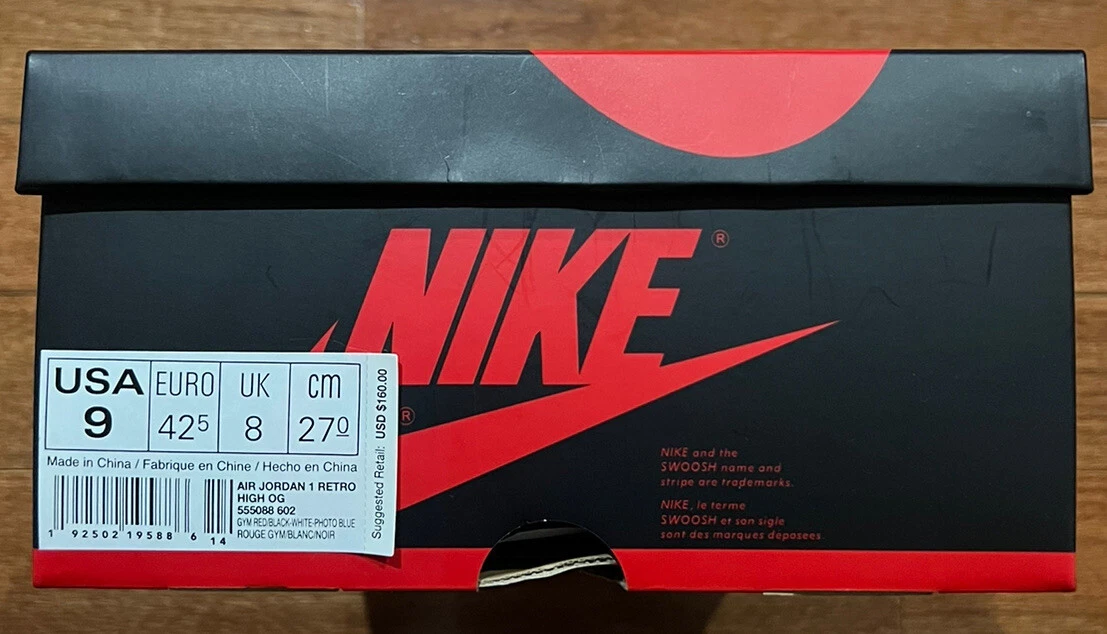 NIKE ®
®
USA EURO UK cm
9 42⁵ 8 27⁰
Made in China / Fabrique en Chine / Hecho en China
AIR JORDAN 1 RETRO
HIGH OG
555088 602
GYM RED/BLACK-WHITE-PHOTO BLUE
ROUGE GYM/BLANC/NOIR
1 92502 19588 6 14
Suggested Retail: USD $160.00
NIKE and the
SWOOSH name and
stripe are trademarks.
NIKE, le terme
SWOOSH et son sigle
sont des marques déposees.